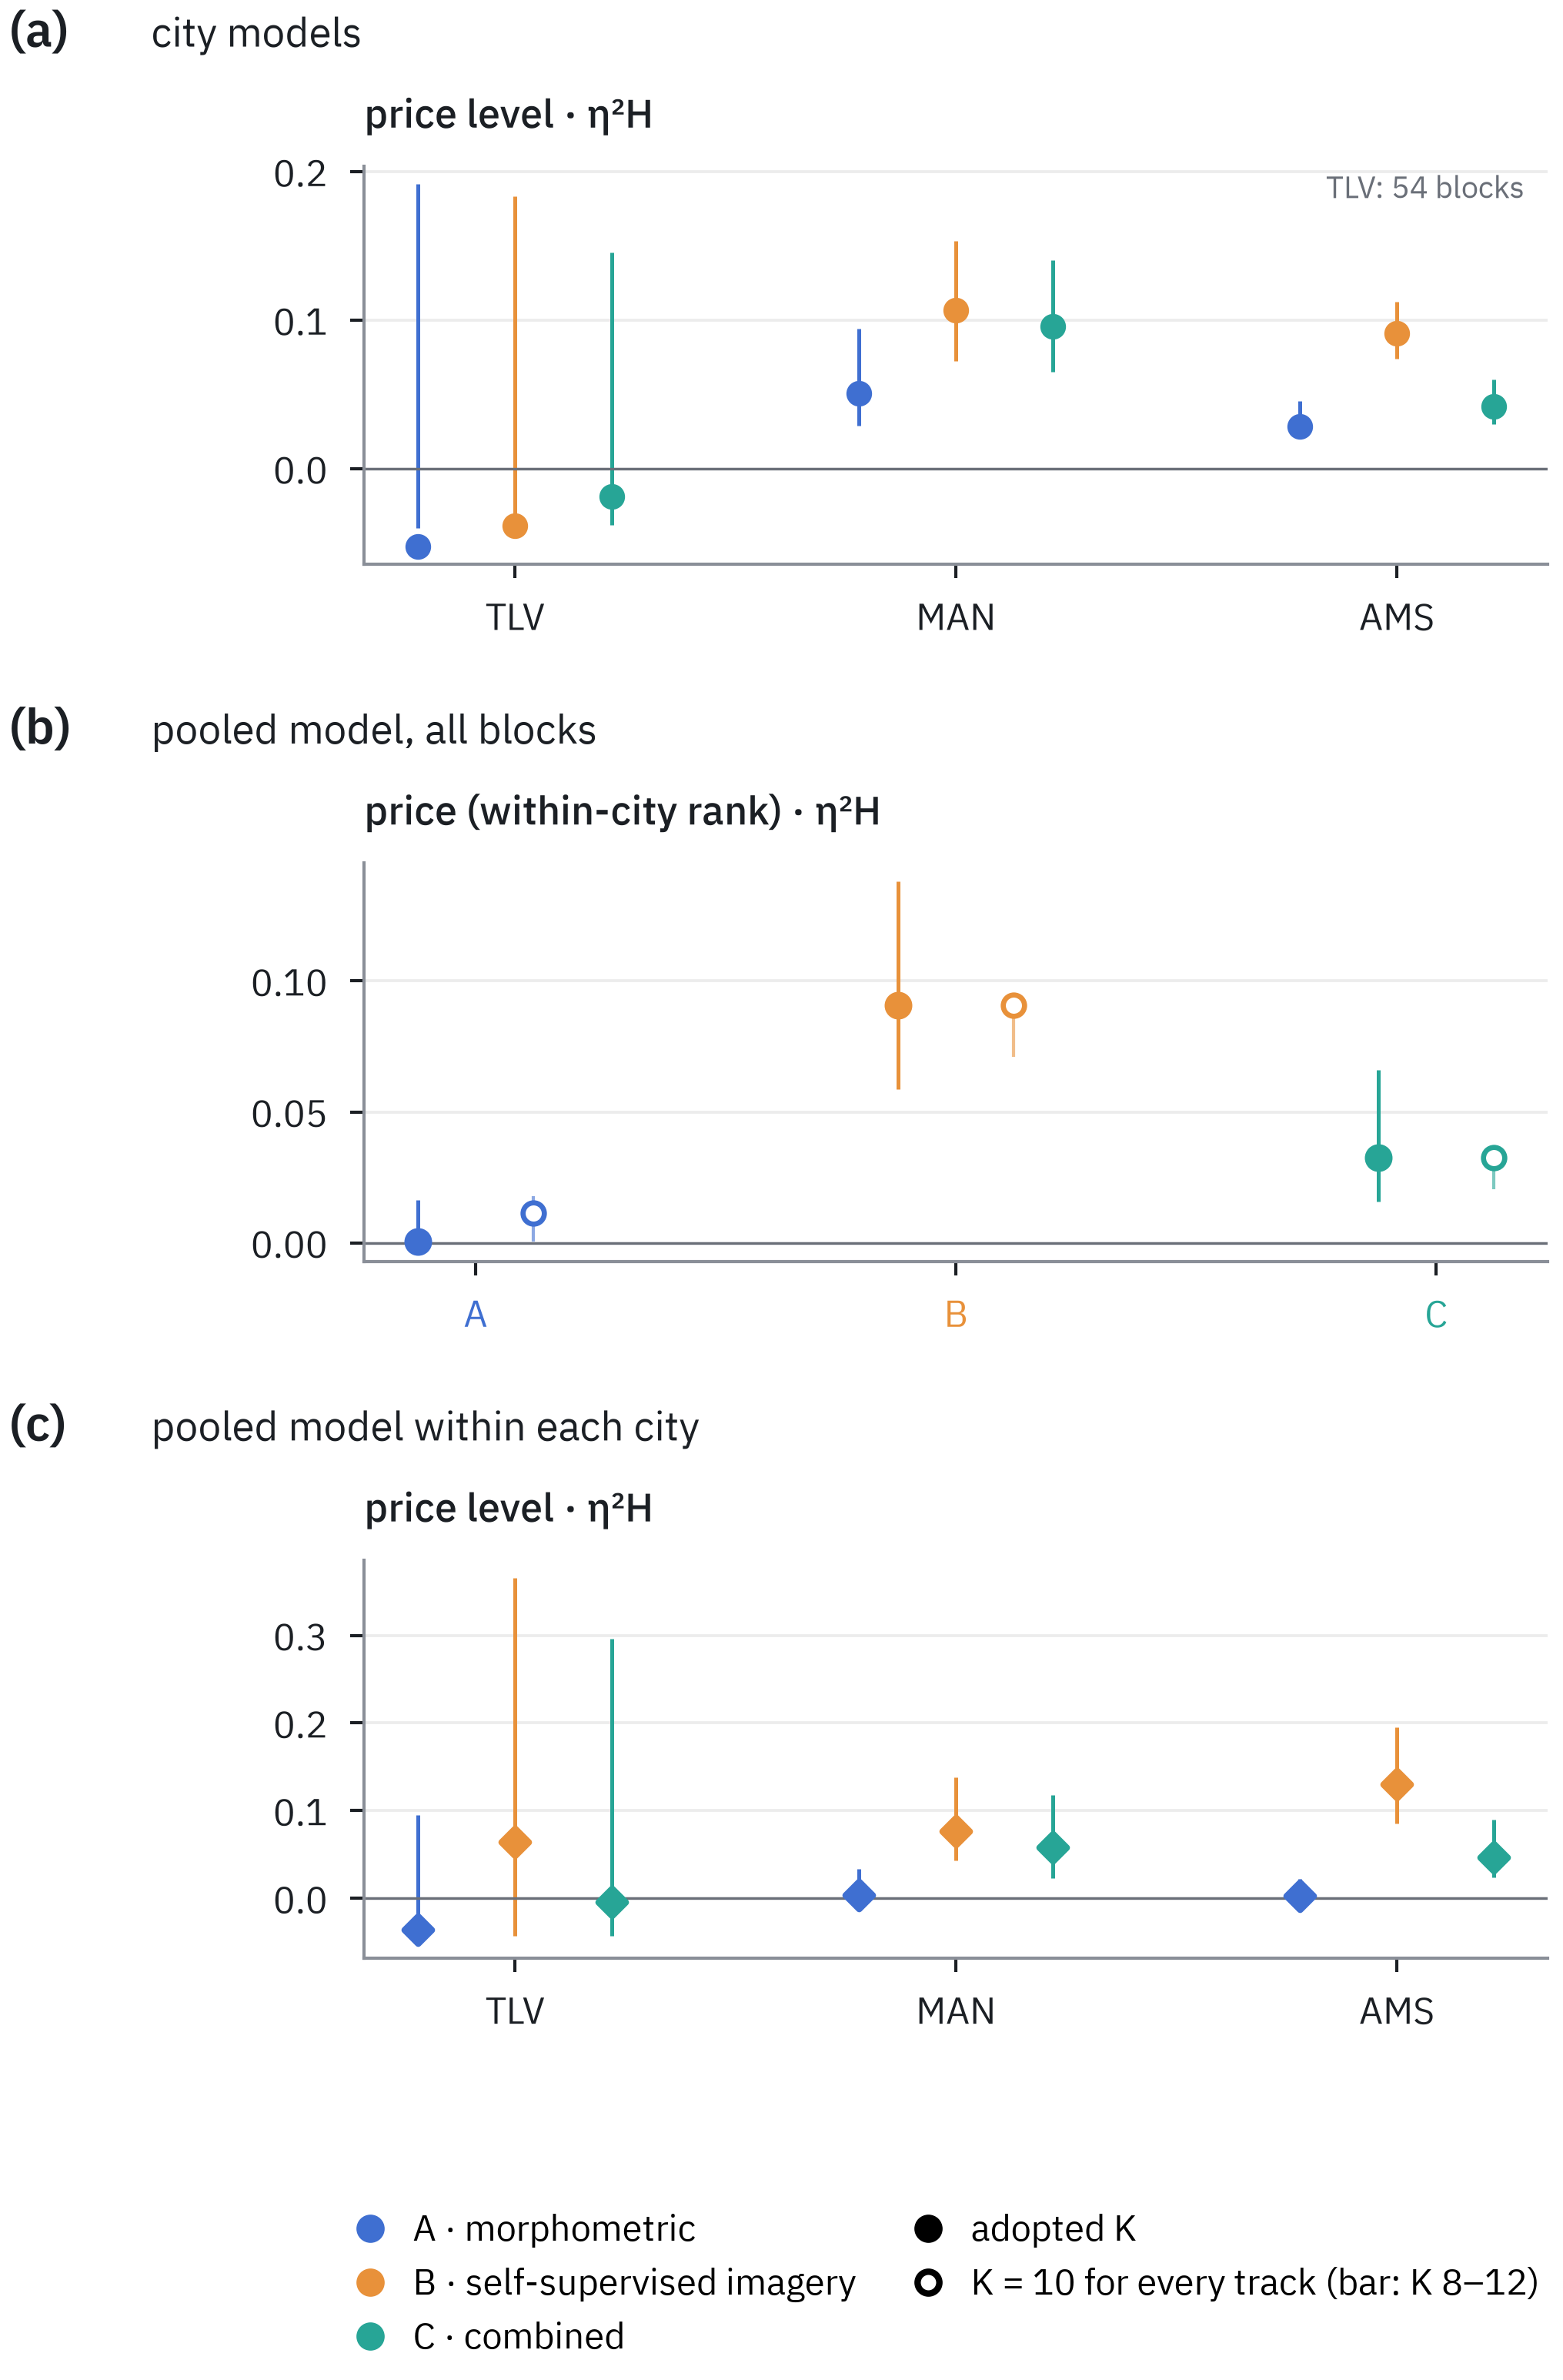 (a) city models
price level · η²H
0.2
TLV: 54 blocks
0.1
0.0
TLV MAN AMS
(b) pooled model, all blocks
price (within-city rank) · η²H
0.10
0.05
0.00
A B C
(c) pooled model within each city
price level · η²H
0.3
0.2
0.1
0.0
TLV MAN AMS
A · morphometric
B · self-supervised imagery
C · combined
adopted K
K = 10 for every track (bar: K 8–12)